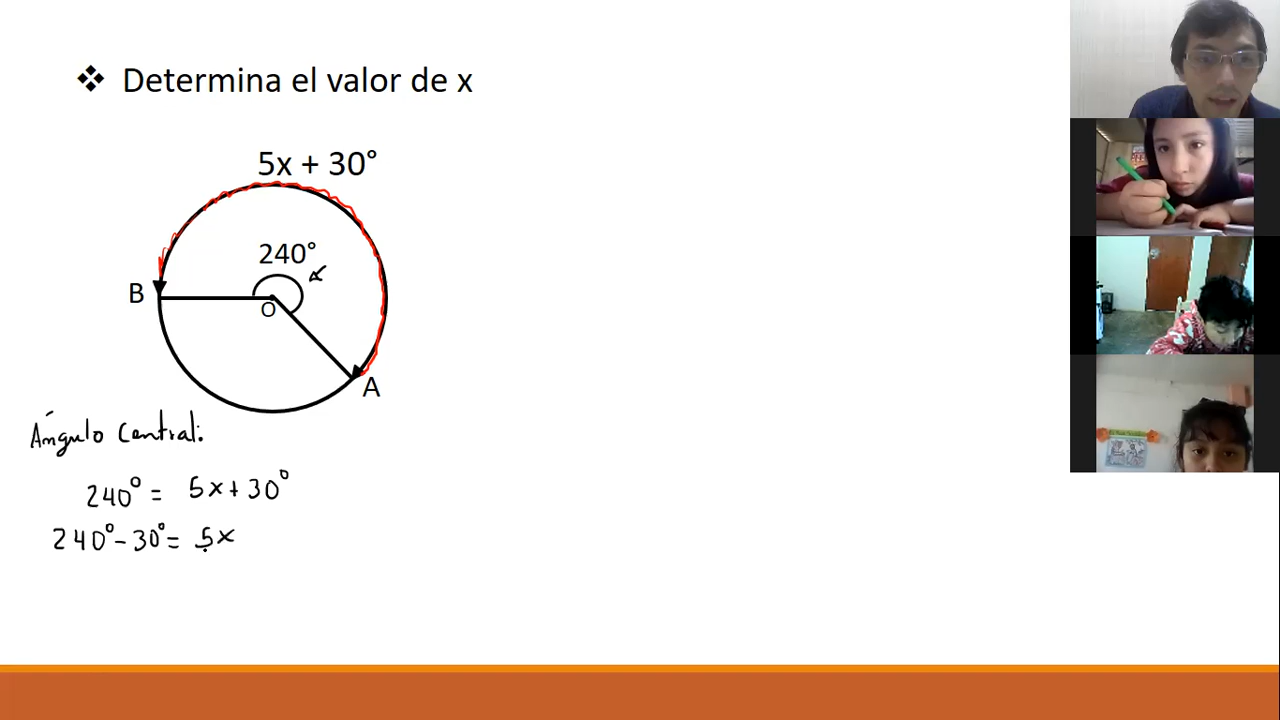 ❖ Determina el valor de x
5x + 30°
240°
B
O
A
Ángulo Central:
240° = 5x + 30°
240° - 30° = 5x